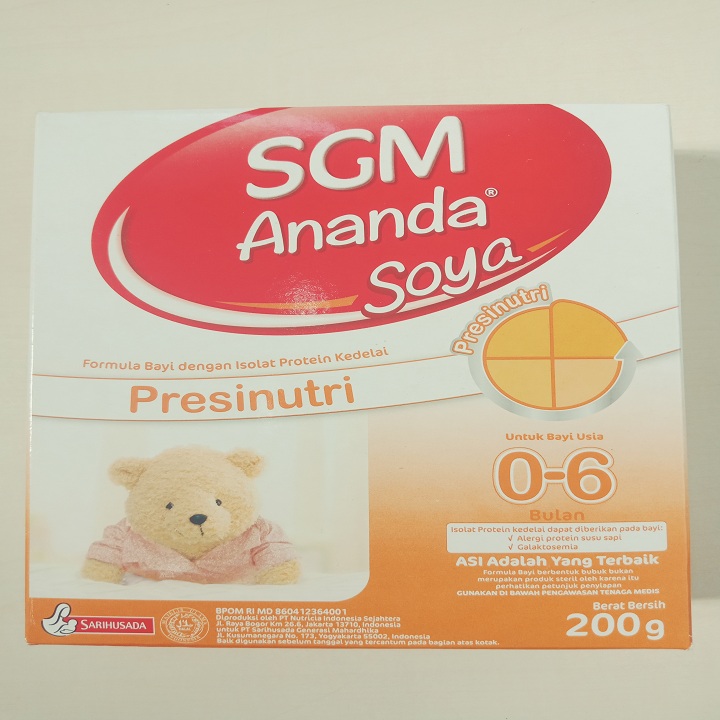 SGM
Ananda®
Soya
Presinutri
Formula Bayi dengan Isolat Protein Kedelai
Presinutri
Untuk Bayi Usia
0-6
Bulan
Isolat Protein kedelai dapat diberikan pada bayi:
√ Alergi protein susu sapi
√ Galaktosemia
ASI Adalah Yang Terbaik
Formula Bayi berbentuk bubuk bukan
merupakan produk steril oleh karena itu
perhatikan petunjuk penyiapan
GUNAKAN DI BAWAH PENGAWASAN TENAGA MEDIS
Berat Bersih
200g
SARIHUSADA
BPOM RI MD 860412364001
Diproduksi oleh PT Nutricia Indonesia Sejahtera
Jl. Raya Bogor Km 26.6, Jakarta 13710, Indonesia
untuk PT Sarihusada Generasi Mahardhika
Jl. Kusumanegara No. 173, Yogyakarta 55002, Indonesia
Baik digunakan sebelum tanggal yang tercantum pada bagian atas kotak.